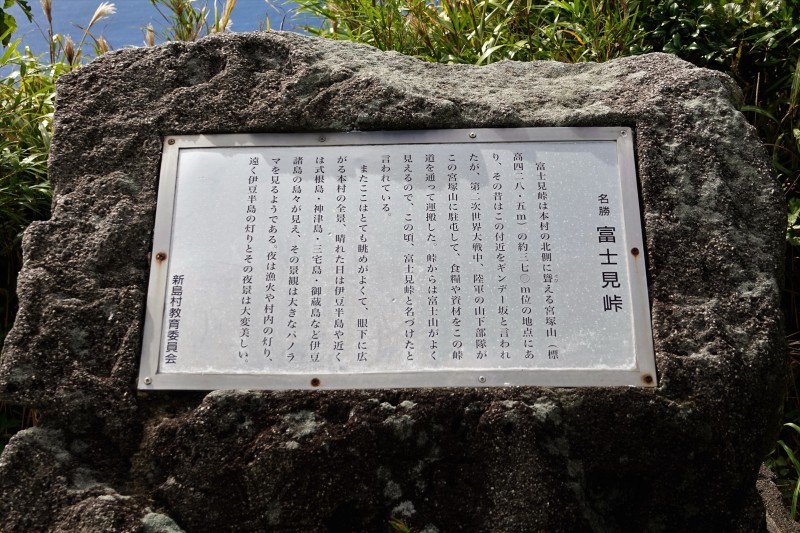 名勝 富士見峠
富士見峠は本村の北側に聳える宮塚山（標
高四二八・五ｍ）の約三七〇ｍ位の地点にあ
り、その昔はこの付近をギンデー坂と言われ
たが、第二次世界大戦中、陸軍の山下部隊が
この宮塚山に駐屯して、食糧や資材をこの峠
道を通って運搬した。峠からは富士山がよく
見えるので、この頃、富士見峠と名づけたと
言われている。
またここはとても眺めがよくて、眼下に広
がる本村の全景、晴れた日は伊豆半島や近く
は式根島・神津島・三宅島・御蔵島など伊豆
諸島の島々が見え、その景観は大きなパノラ
マを見るようである。夜は漁火や村内の灯り、
遠く伊豆半島の灯りとその夜景は大変美しい。
新島村教育委員会